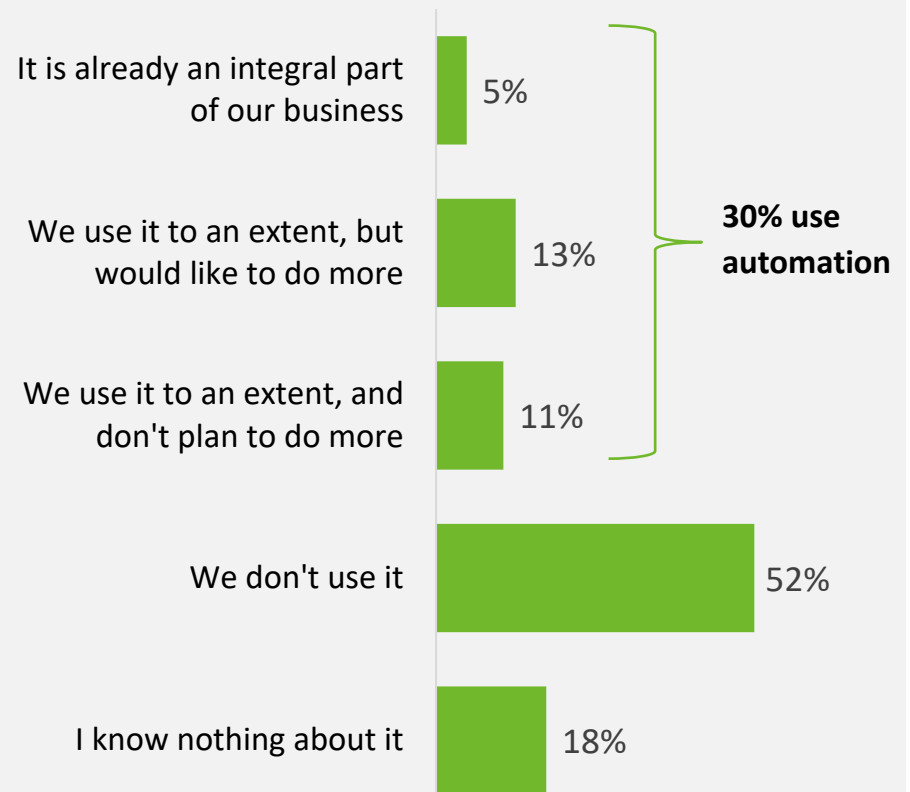 It is already an integral part
of our business
5%
We use it to an extent, but
would like to do more
13%
30% use
automation
We use it to an extent, and
don't plan to do more
11%
We don't use it
52%
I know nothing about it
18%